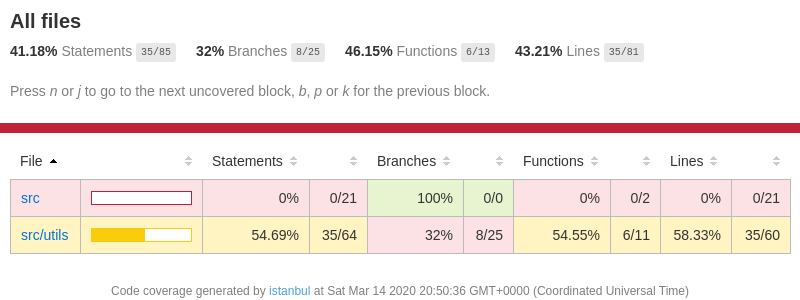 All files
41.18% Statements 35/85 32% Branches 8/25 46.15% Functions 6/13 43.21% Lines 35/81
Press n or j to go to the next uncovered block, b, p or k for the previous block.
File Statements Branches Functions Lines
src 0% 0/21 100% 0/0 0% 0/2 0% 0/21
src/utils 54.69% 35/64 32% 8/25 54.55% 6/11 58.33% 35/60
Code coverage generated by istanbul at Sat Mar 14 2020 20:50:36 GMT+0000 (Coordinated Universal Time)